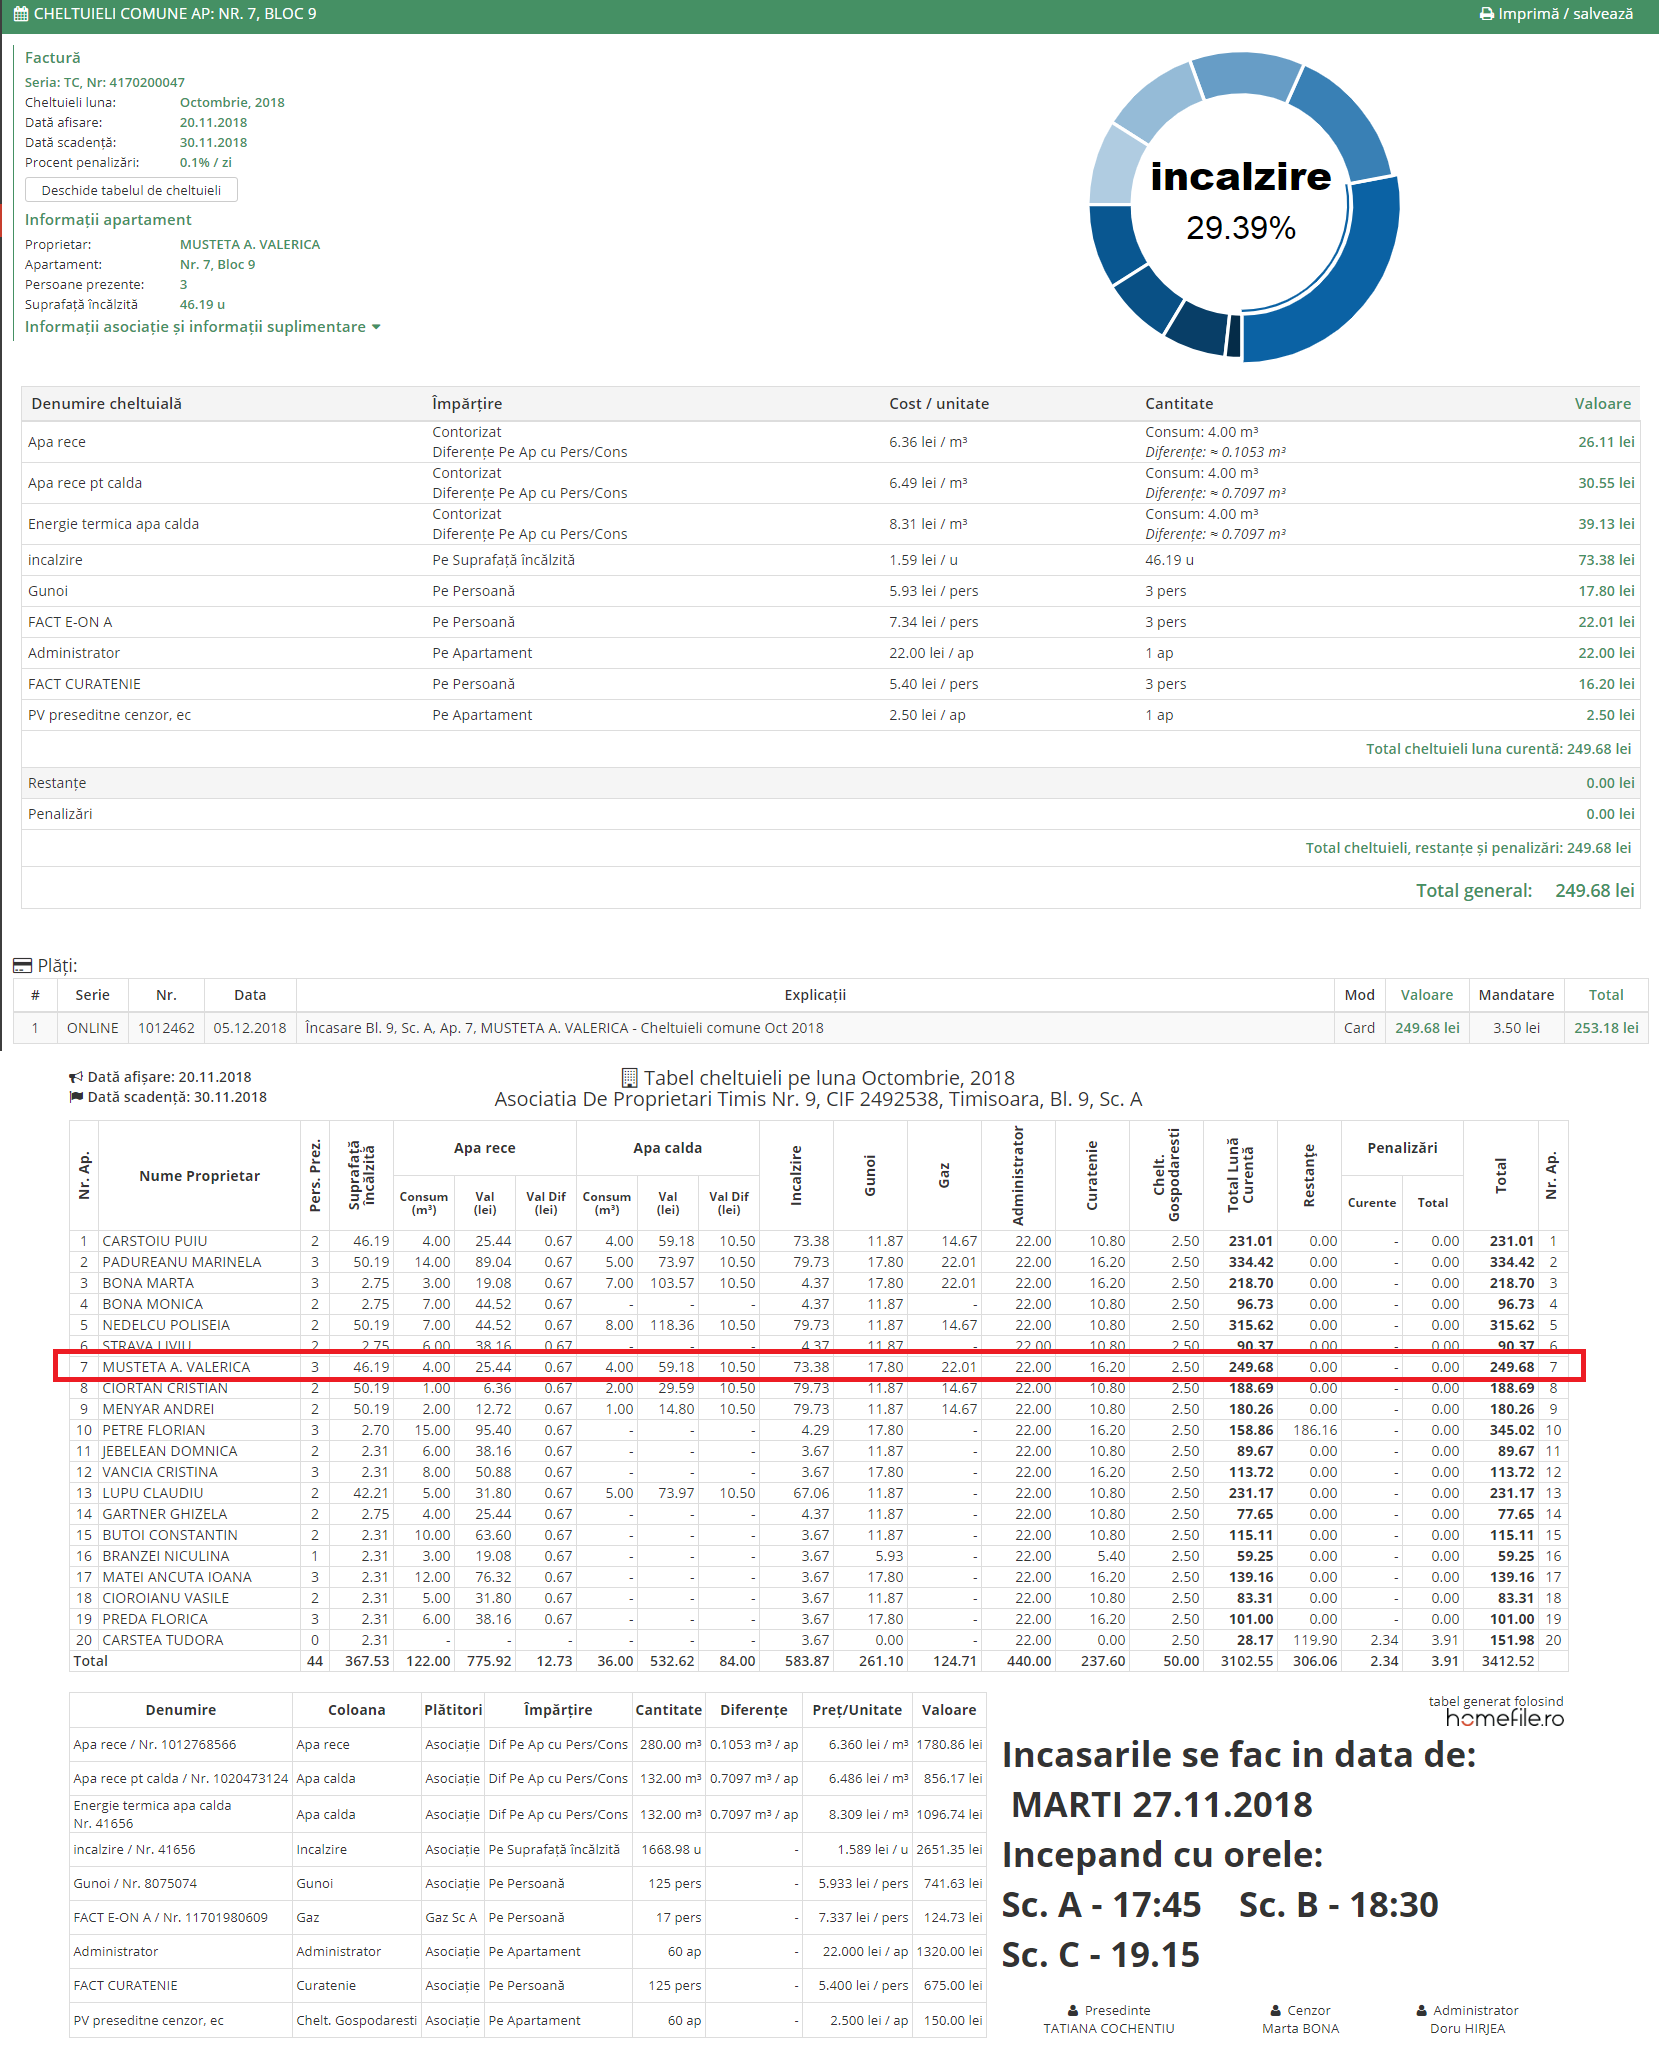 CHELTUIELI COMUNE AP: NR. 7, BLOC 9
Imprimă / salvează
Factură
Seria: TC, Nr: 4170200047
Cheltuieli luna: Octombrie, 2018
Dată afisare: 20.11.2018
Dată scadență: 30.11.2018
Procent penalizări: 0.1% / zi
Deschide tabelul de cheltuieli
Informații apartament
Proprietar: MUSTETA A. VALERICA
Apartament: Nr. 7, Bloc 9
Persoane prezente: 3
Suprafață încălzită 46.19 u
Informații asociație și informații suplimentare
incalzire
29.39%
Denumire cheltuială Împărțire Cost / unitate Cantitate Valoare
Apa rece Contorizat Diferențe Pe Ap cu Pers/Cons 6.36 lei / m³ Consum: 4.00 m³ Diferențe: ≈ 0.1053 m³ 26.11 lei
Apa rece pt calda Contorizat Diferențe Pe Ap cu Pers/Cons 6.49 lei / m³ Consum: 4.00 m³ Diferențe: ≈ 0.7097 m³ 30.55 lei
Energie termica apa calda Contorizat Diferențe Pe Ap cu Pers/Cons 8.31 lei / m³ Consum: 4.00 m³ Diferențe: ≈ 0.7097 m³ 39.13 lei
incalzire Pe Suprafață încălzită 1.59 lei / u 46.19 u 73.38 lei
Gunoi Pe Persoană 5.93 lei / pers 3 pers 17.80 lei
FACT E-ON A Pe Persoană 7.34 lei / pers 3 pers 22.01 lei
Administrator Pe Apartament 22.00 lei / ap 1 ap 22.00 lei
FACT CURATENIE Pe Persoană 5.40 lei / pers 3 pers 16.20 lei
PV preseditne cenzor, ec Pe Apartament 2.50 lei / ap 1 ap 2.50 lei
Total cheltuieli luna curentă: 249.68 lei
Restanțe 0.00 lei
Penalizări 0.00 lei
Total cheltuieli, restanțe și penalizări: 249.68 lei
Total general: 249.68 lei
Plăți:
# Serie Nr. Data Explicații Mod Valoare Mandatare Total
1 ONLINE 1012462 05.12.2018 Încasare Bl. 9, Sc. A, Ap. 7, MUSTETA A. VALERICA - Cheltuieli comune Oct 2018 Card 249.68 lei 3.50 lei 253.18 lei
Dată afișare: 20.11.2018
Dată scadență: 30.11.2018
Tabel cheltuieli pe luna Octombrie, 2018
Asociatia De Proprietari Timis Nr. 9, CIF 2492538, Timisoara, Bl. 9, Sc. A
Nr. Ap. Nume Proprietar Pers. Prez. Suprafață încălzită Apa rece Apa calda Incalzire Gunoi Gaz Administrator Curatenie Chelt. Gospodaresti Total Lună Curentă Restanțe Penalizări Total Nr. Ap.
Consum (m³) Val (lei) Val Dif (lei) Consum (m³) Val (lei) Val Dif (lei) Curente Total
1 CARSTOIU PUIU 2 46.19 4.00 25.44 0.67 4.00 59.18 10.50 73.38 11.87 14.67 22.00 10.80 2.50 231.01 0.00 - 0.00 231.01 1
2 PADUREANU MARINELA 3 50.19 14.00 89.04 0.67 5.00 73.97 10.50 79.73 17.80 22.01 22.00 16.20 2.50 334.42 0.00 - 0.00 334.42 2
3 BONA MARTA 3 2.75 3.00 19.08 0.67 7.00 103.57 10.50 4.37 17.80 22.01 22.00 16.20 2.50 218.70 0.00 - 0.00 218.70 3
4 BONA MONICA 2 2.75 7.00 44.52 0.67 - - - 4.37 11.87 - 22.00 10.80 2.50 96.73 0.00 - 0.00 96.73 4
5 NEDELCU POLISEIA 2 50.19 7.00 44.52 0.67 8.00 118.36 10.50 79.73 11.87 14.67 22.00 10.80 2.50 315.62 0.00 - 0.00 315.62 5
6 STRAVA LIVIU 2 2.75 6.00 38.16 0.67 - - - 4.37 11.87 - 22.00 10.80 2.50 90.37 0.00 - 0.00 90.37 6
7 MUSTETA A. VALERICA 3 46.19 4.00 25.44 0.67 4.00 59.18 10.50 73.38 17.80 22.01 22.00 16.20 2.50 249.68 0.00 - 0.00 249.68 7
8 CIORTAN CRISTIAN 2 50.19 1.00 6.36 0.67 2.00 29.59 10.50 79.73 11.87 14.67 22.00 10.80 2.50 188.69 0.00 - 0.00 188.69 8
9 MENYAR ANDREI 2 50.19 2.00 12.72 0.67 1.00 14.80 10.50 79.73 11.87 14.67 22.00 10.80 2.50 180.26 0.00 - 0.00 180.26 9
10 PETRE FLORIAN 3 2.70 15.00 95.40 0.67 - - - 4.29 17.80 - 22.00 16.20 2.50 158.86 186.16 - 0.00 345.02 10
11 JEBELEAN DOMNICA 2 2.31 6.00 38.16 0.67 - - - 3.67 11.87 - 22.00 10.80 2.50 89.67 0.00 - 0.00 89.67 11
12 VANCIA CRISTINA 3 2.31 8.00 50.88 0.67 - - - 3.67 17.80 - 22.00 16.20 2.50 113.72 0.00 - 0.00 113.72 12
13 LUPU CLAUDIU 2 42.21 5.00 31.80 0.67 5.00 73.97 10.50 67.06 11.87 - 22.00 10.80 2.50 231.17 0.00 - 0.00 231.17 13
14 GARTNER GHIZELA 2 2.75 4.00 25.44 0.67 - - - 4.37 11.87 - 22.00 10.80 2.50 77.65 0.00 - 0.00 77.65 14
15 BUTOI CONSTANTIN 2 2.31 10.00 63.60 0.67 - - - 3.67 11.87 - 22.00 10.80 2.50 115.11 0.00 - 0.00 115.11 15
16 BRANZEI NICULINA 1 2.31 3.00 19.08 0.67 - - - 3.67 5.93 - 22.00 5.40 2.50 59.25 0.00 - 0.00 59.25 16
17 MATEI ANCUTA IOANA 3 2.31 12.00 76.32 0.67 - - - 3.67 17.80 - 22.00 16.20 2.50 139.16 0.00 - 0.00 139.16 17
18 CIOROIANU VASILE 2 2.31 5.00 31.80 0.67 - - - 3.67 11.87 - 22.00 10.80 2.50 83.31 0.00 - 0.00 83.31 18
19 PREDA FLORICA 3 2.31 6.00 38.16 0.67 - - - 3.67 17.80 - 22.00 16.20 2.50 101.00 0.00 - 0.00 101.00 19
20 CARSTEA TUDORA 0 2.31 - - - - - - 3.67 0.00 - 22.00 0.00 2.50 28.17 119.90 2.34 3.91 151.98 20
Total 44 367.53 122.00 775.92 12.73 36.00 532.62 84.00 583.87 261.10 124.71 440.00 237.60 50.00 3102.55 306.06 2.34 3.91 3412.52
Denumire Coloana Plătitori Împărțire Cantitate Diferențe Preț/Unitate Valoare
Apa rece / Nr. 1012768566 Apa rece Asociație Dif Pe Ap cu Pers/Cons 280.00 m³ 0.1053 m³ / ap 6.360 lei / m³ 1780.86 lei
Apa rece pt calda / Nr. 1020473124 Apa calda Asociație Dif Pe Ap cu Pers/Cons 132.00 m³ 0.7097 m³ / ap 6.486 lei / m³ 856.17 lei
Energie termica apa calda Nr. 41656 Apa calda Asociație Dif Pe Ap cu Pers/Cons 132.00 m³ 0.7097 m³ / ap 8.309 lei / m³ 1096.74 lei
incalzire / Nr. 41656 Incalzire Asociație Pe Suprafață încălzită 1668.98 u - 1.589 lei / u 2651.35 lei
Gunoi / Nr. 8075074 Gunoi Asociație Pe Persoană 125 pers - 5.933 lei / pers 741.63 lei
FACT E-ON A / Nr. 11701980609 Gaz Gaz Sc A Pe Persoană 17 pers - 7.337 lei / pers 124.73 lei
Administrator Administrator Asociație Pe Apartament 60 ap - 22.000 lei / ap 1320.00 lei
FACT CURATENIE Curatenie Asociație Pe Persoană 125 pers - 5.400 lei / pers 675.00 lei
PV preseditne cenzor, ec Chelt. Gospodaresti Asociație Pe Apartament 60 ap - 2.500 lei / ap 150.00 lei
tabel generat folosind
homefile.ro
Incasarile se fac in data de:
MARTI 27.11.2018
Incepand cu orele:
Sc. A - 17:45 Sc. B - 18:30
Sc. C - 19.15
Presedinte Cenzor Administrator
TATIANA COCHENTIU Marta BONA Doru HIRJEA